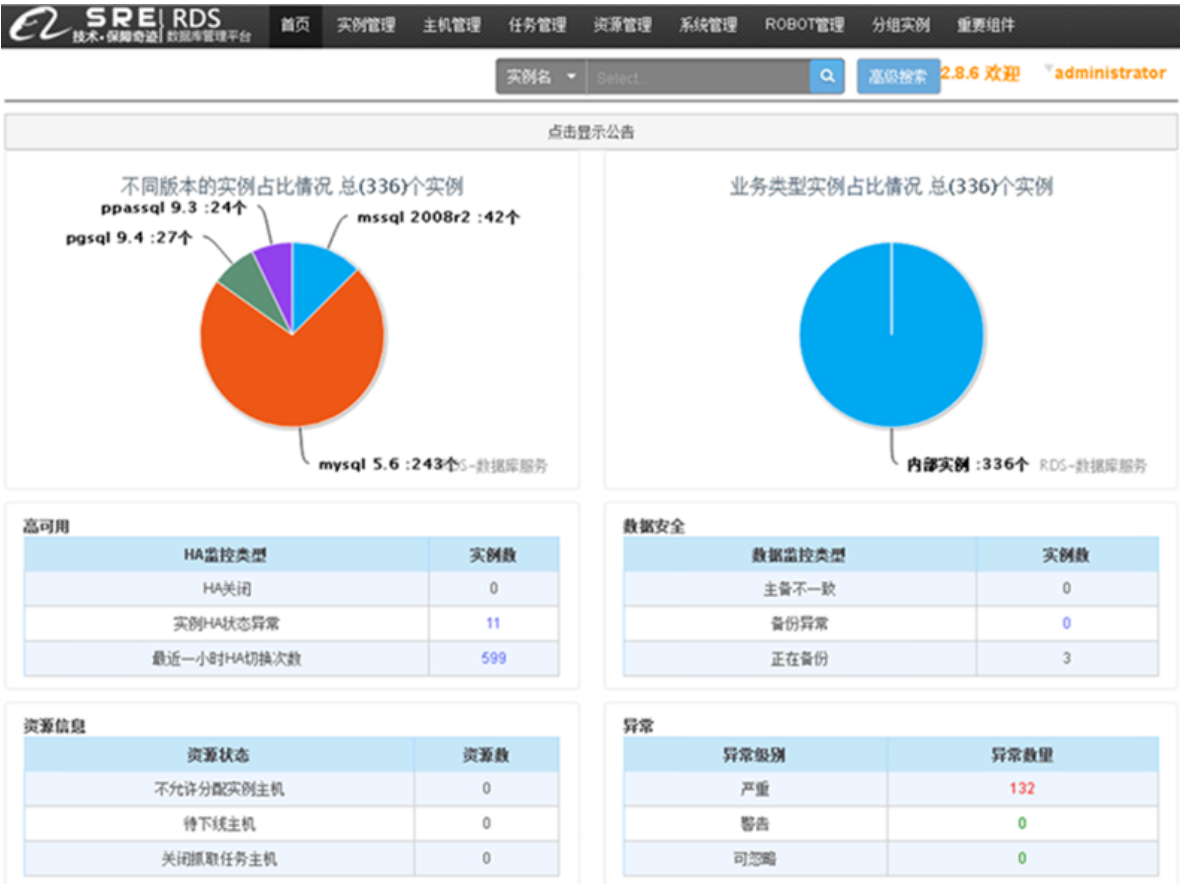 SRE RDS
技术·保障奇迹 数据库管理平台
首页 实例管理 主机管理 任务管理 资源管理 系统管理 ROBOT管理 分组实例 重要组件
实例名 Select... 高级搜索 2.8.6 欢迎 administrator
点击显示公告
不同版本的实例占比情况 总(336)个实例
ppassql 9.3 :24个
mssql 2008r2 :42个
pgsql 9.4 :27个
mysql 5.6 :243个
RDS-数据库服务
业务类型实例占比情况 总(336)个实例
内部实例 :336个
RDS-数据库服务
高可用
HA监控类型 实例数
HA关闭 0
实例HA状态异常 11
最近一小时HA切换次数 599
数据安全
数据监控类型 实例数
主备不一致 0
备份异常 0
正在备份 3
资源信息
资源状态 资源数
不允许分配实例主机 0
待下线主机 0
关闭抓取任务主机 0
异常
异常级别 异常数量
严重 132
警告 0
可忽略 0